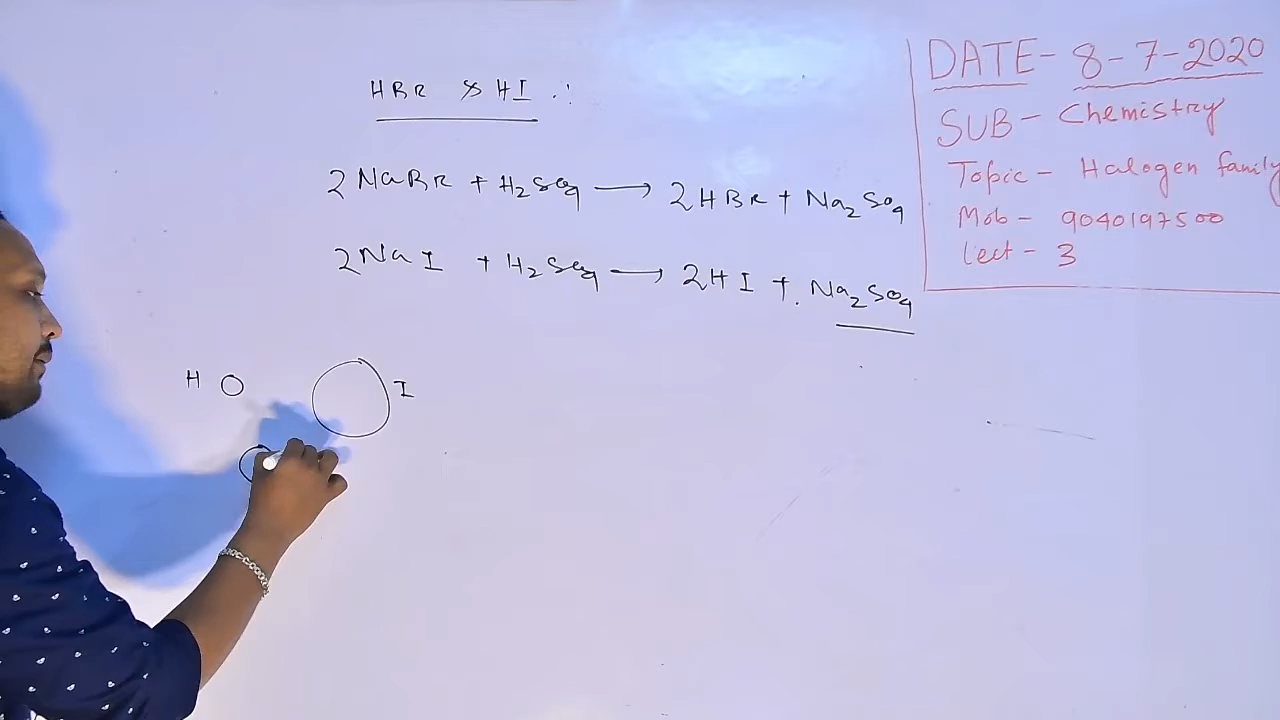 HBr & HI :
2NaBr + H₂SO₄ ⟶ 2HBr + Na₂SO₄
2NaI + H₂SO₄ ⟶ 2HI + Na₂SO₄
H
I
DATE- 8-7-2020
SUB- Chemistry
Topic - Halogen family
Mob - 9040197500
lect - 3